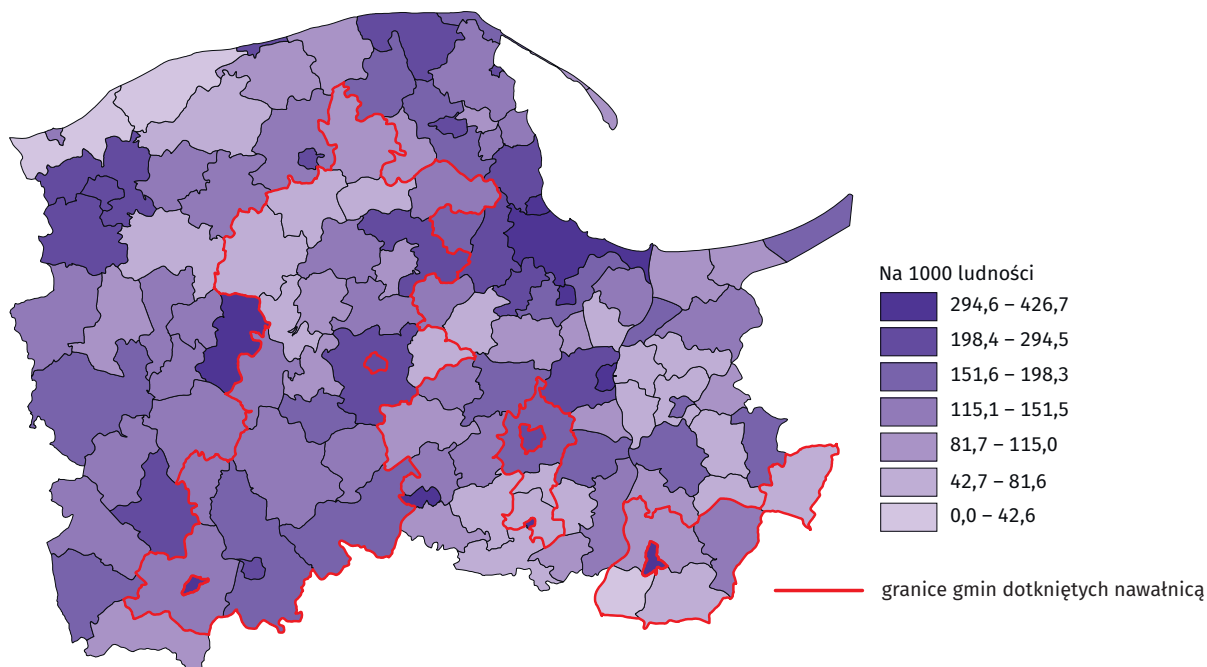 Na 1000 ludności
294,6 – 426,7
198,4 – 294,5
151,6 – 198,3
115,1 – 151,5
81,7 – 115,0
42,7 – 81,6
0,0 – 42,6
granice gmin dotkniętych nawałnicą